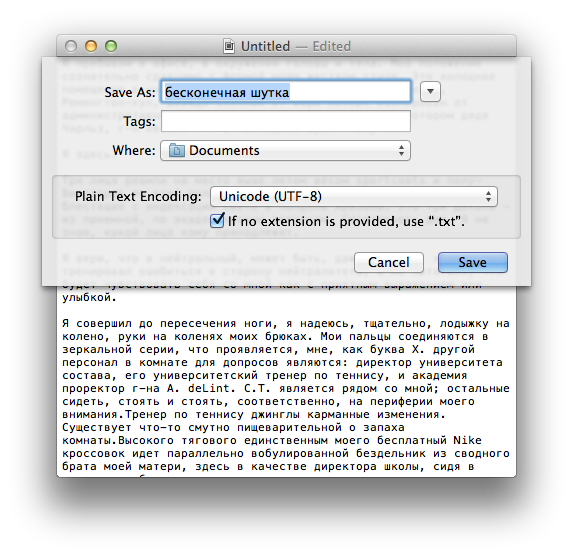 Untitled — Edited
Save As: бесконечная шутка
Tags:
Where: Documents
Plain Text Encoding: Unicode (UTF-8)
If no extension is provided, use “.txt”.
Cancel Save
будет чувствовать себя со мной как с приятным выражением или
улыбкой.
Я совершил до пересечения ноги, я надеюсь, тщательно, лодыжку на
колено, руки на коленях моих брюках. Мои пальцы соединяются в
зеркальной серии, что проявляется, мне, как буква X. другой
персонал в комнате для допросов являются: директор университета
состава, его университетский тренер по теннису, и академия
проректор г-на А. deLint. C.T. является рядом со мной; остальные
сидеть, стоять и стоять, соответственно, на периферии моего
внимания.Тренер по теннису джинглы карманные изменения.
Существует что-то смутно пищеварительной о запаха
комнаты.Высокого тягового единственным моего бесплатный Nike
кроссовок идет параллельно вобулированной бездельник из сводного
брата моей матери, здесь в качестве директора школы, сидя в